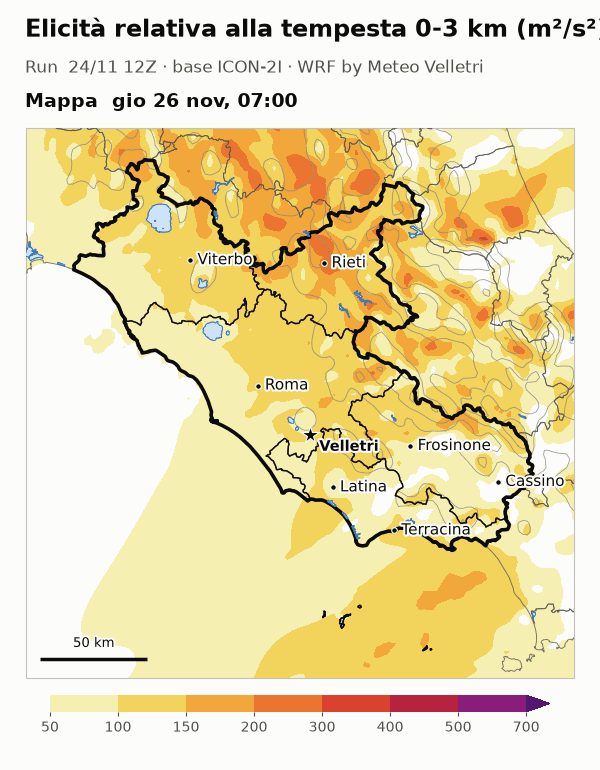 Elicità relativa alla tempesta 0-3 km (m²/s²)
Run 24/11 12Z · base ICON-2I · WRF by Meteo Velletri
Mappa gio 26 nov, 07:00
Viterbo
Rieti
Roma
Velletri
Frosinone
Latina
Cassino
Terracina
50 km
50 100 150 200 300 400 500 700